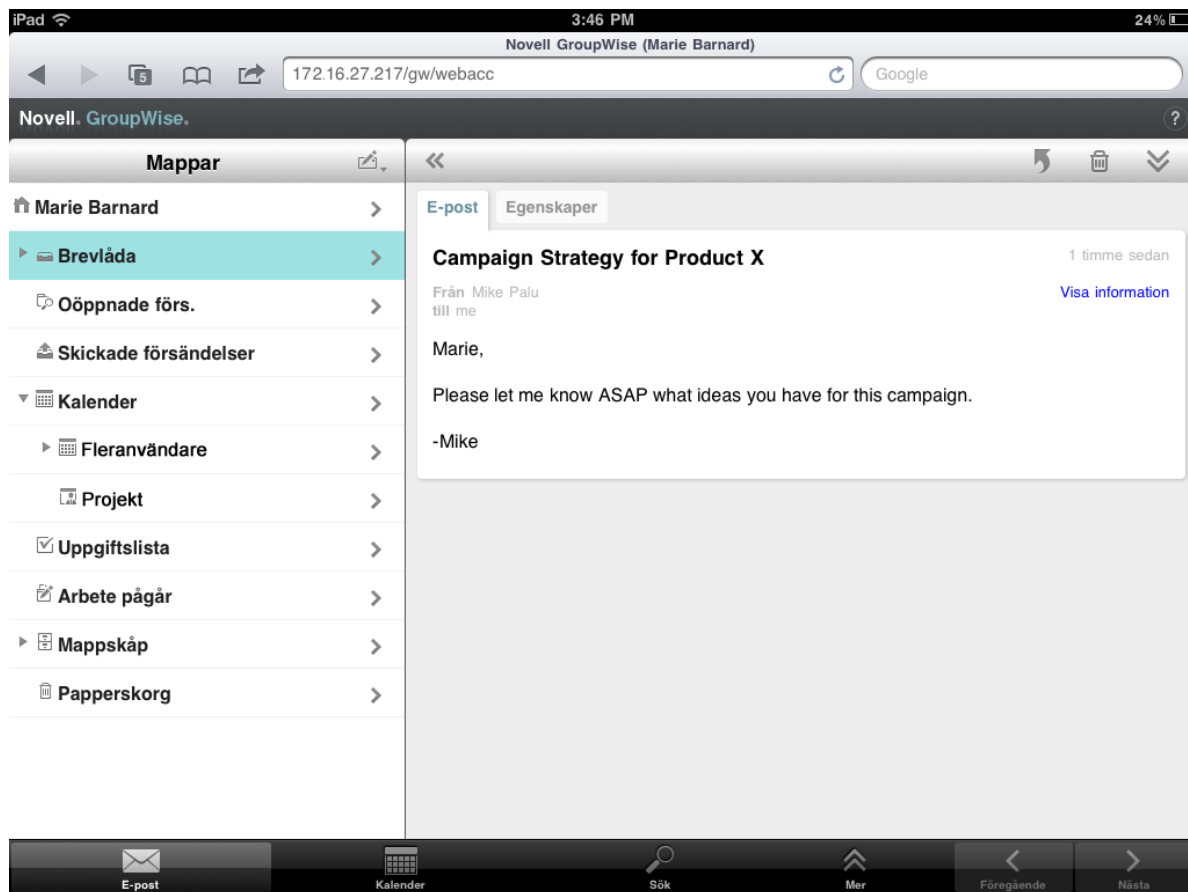 iPad 3:46 PM 24%
Novell GroupWise (Marie Barnard)
5 172.16.27.217/gw/webacc Google
Novell. GroupWise. ?
Mappar
Marie Barnard
Brevlåda
Oöppnade förs.
Skickade försändelser
Kalender
Fleranvändare
Projekt
Uppgiftslista
Arbete pågår
Mappskåp
Papperskorg
E-post Egenskaper
Campaign Strategy for Product X 1 timme sedan
Från Mike Palu Visa information
till me
Marie,
Please let me know ASAP what ideas you have for this campaign.
-Mike
E-post Kalender Sök Mer Föregående Nästa